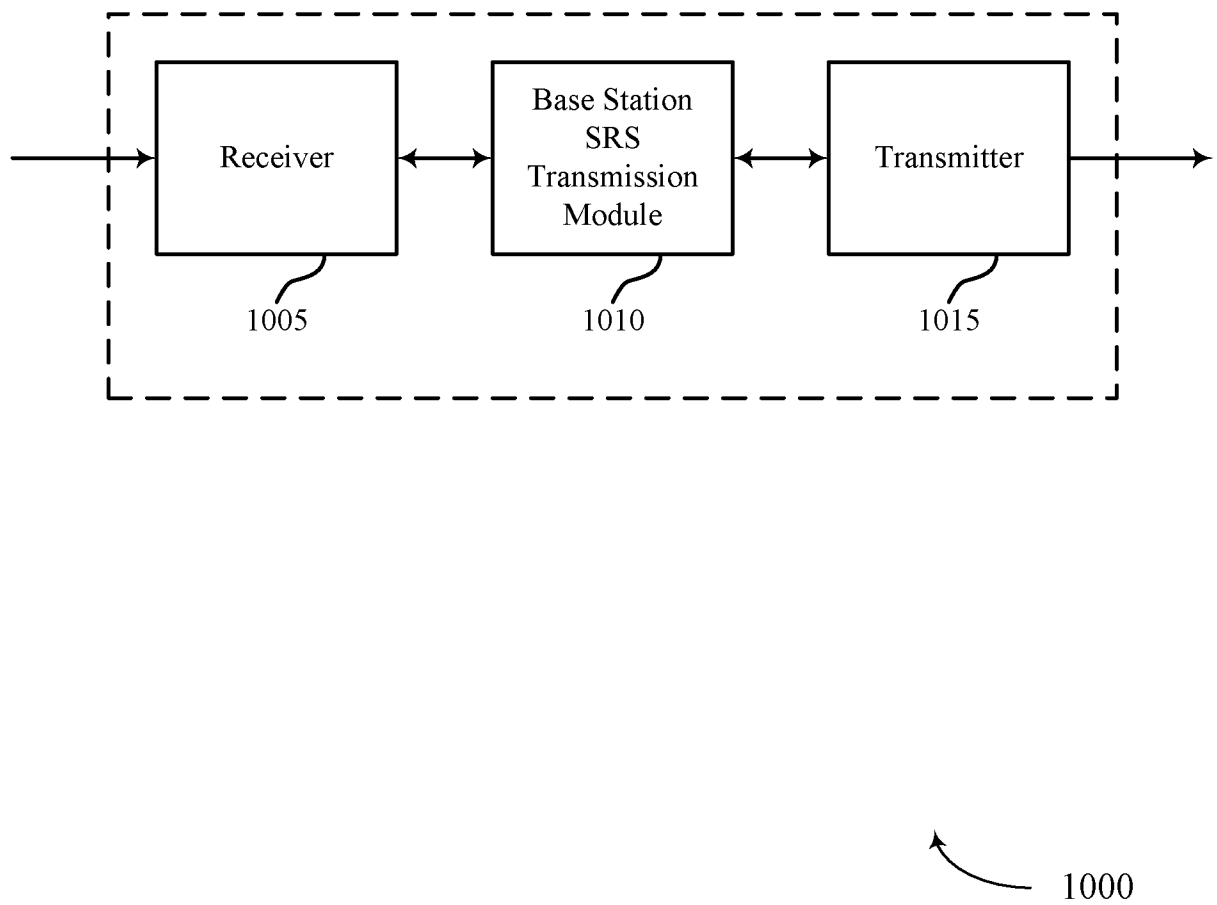 Receiver
Base Station
SRS
Transmission
Module
Transmitter
1005
1010
1015
1000